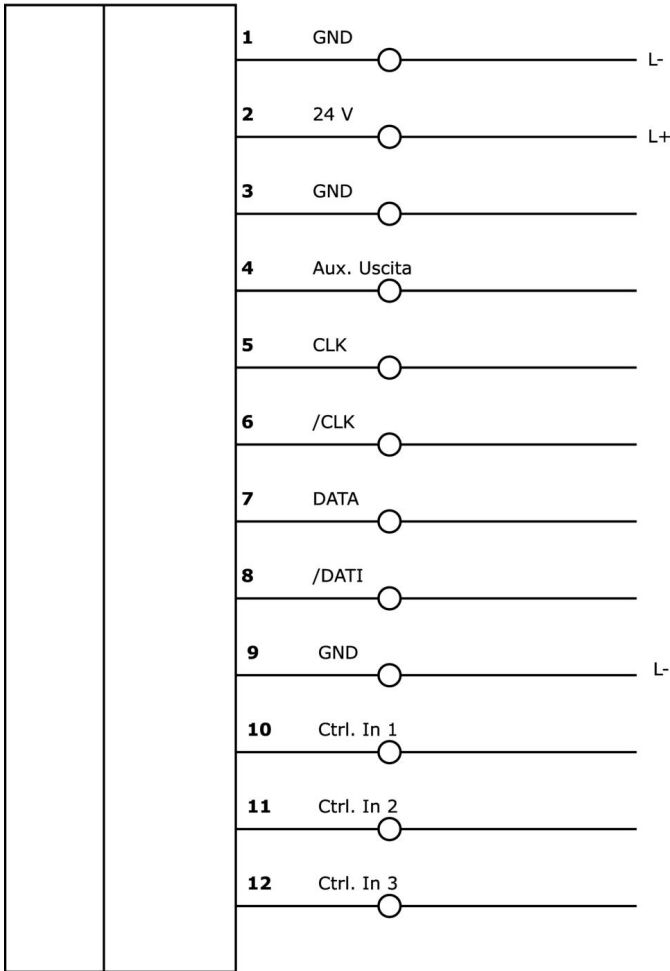 1 GND
L-
2 24 V
L+
3 GND
4 Aux. Uscita
5 CLK
6 /CLK
7 DATA
8 /DATI
9 GND
L-
10 Ctrl. In 1
11 Ctrl. In 2
12 Ctrl. In 3